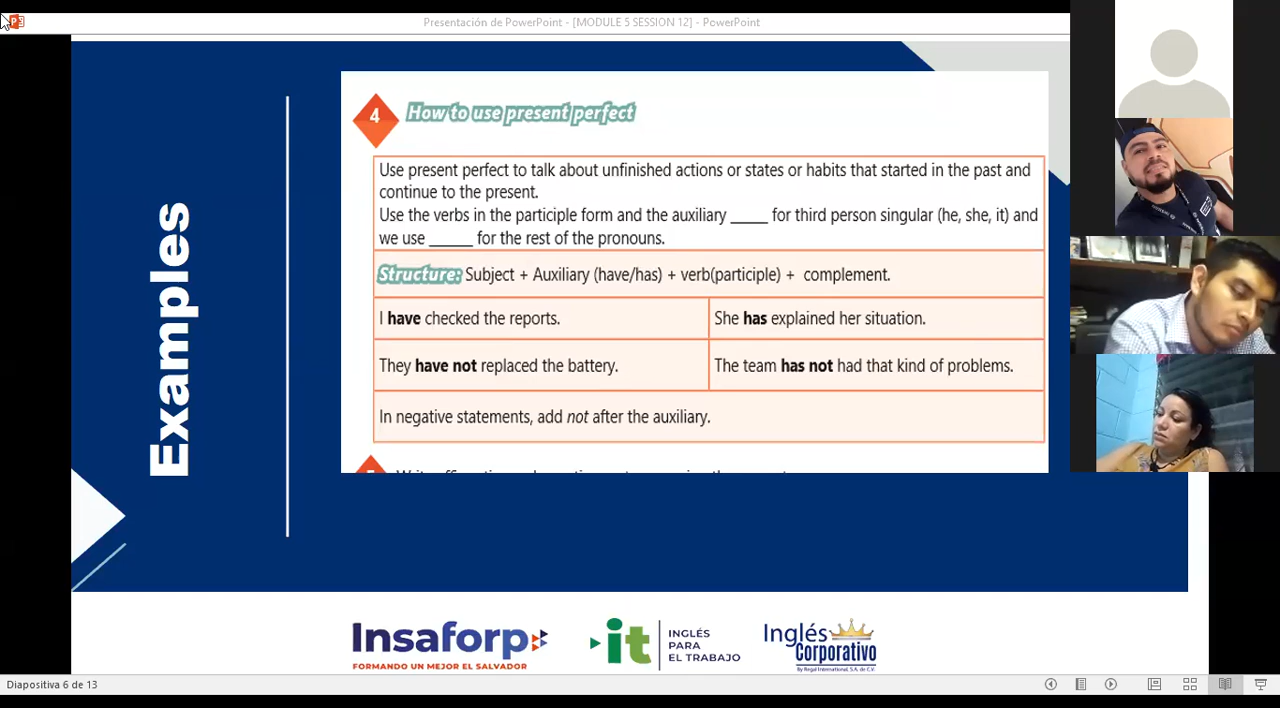 Presentación de PowerPoint - [MODULE 5 SESSION 12] - PowerPoint
Examples
4
How to use present perfect
Use present perfect to talk about unfinished actions or states or habits that started in the past and
continue to the present.
Use the verbs in the participle form and the auxiliary _____ for third person singular (he, she, it) and
we use ______ for the rest of the pronouns.
Structure: Subject + Auxiliary (have/has) + verb(participle) + complement.
I have checked the reports.
She has explained her situation.
They have not replaced the battery.
The team has not had that kind of problems.
In negative statements, add not after the auxiliary.
Insaforp
FORMANDO UN MEJOR EL SALVADOR
it
INGLÉS
PARA
EL TRABAJO
Inglés
Corporativo
By Regal International, S.A. de C.V.
Diapositiva 6 de 13